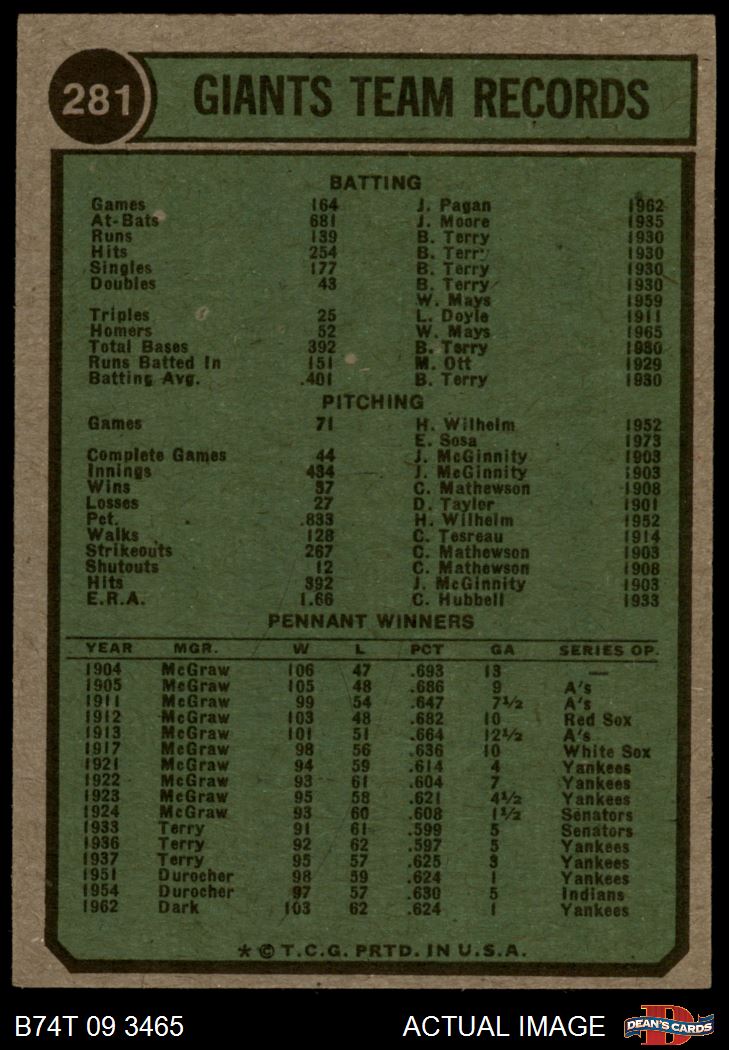 281 GIANTS TEAM RECORDS
BATTING
Games 164 J. Pagan 1962
At-Bats 681 J. Moore 1935
Runs 139 B. Terry 1930
Hits 254 B. Terry 1930
Singles 177 B. Terry 1930
Doubles 43 B. Terry 1930
W. Mays 1959
Triples 25 L. Doyle 1911
Homers 52 W. Mays 1965
Total Bases 392 B. Terry 1930
Runs Batted In 151 M. Ott 1929
Batting Avg. .401 B. Terry 1930
PITCHING
Games 71 H. Wilhelm 1952
E. Sosa 1973
Complete Games 44 J. McGinnity 1903
Innings 434 J. McGinnity 1903
Wins 37 C. Mathewson 1908
Losses 27 D. Taylor 1901
Pct. .833 H. Wilhelm 1952
Walks 128 C. Tesreau 1914
Strikeouts 267 C. Mathewson 1903
Shutouts 12 C. Mathewson 1908
Hits 392 J. McGinnity 1903
E.R.A. 1.66 C. Hubbell 1933
PENNANT WINNERS
YEAR MGR. W L PCT GA SERIES OP.
1904 McGraw 106 47 .693 13 —
1905 McGraw 105 48 .686 9 A's
1911 McGraw 99 54 .647 7½ A's
1912 McGraw 103 48 .682 10 Red Sox
1913 McGraw 101 51 .664 12½ A's
1917 McGraw 98 56 .636 10 White Sox
1921 McGraw 94 59 .614 4 Yankees
1922 McGraw 93 61 .604 7 Yankees
1923 McGraw 95 58 .621 4½ Yankees
1924 McGraw 93 60 .608 1½ Senators
1933 Terry 91 61 .599 5 Senators
1936 Terry 92 62 .597 5 Yankees
1937 Terry 95 57 .625 3 Yankees
1951 Durocher 98 59 .624 1 Yankees
1954 Durocher 97 57 .630 5 Indians
1962 Dark 103 62 .624 1 Yankees
* © T.C.G. PRTD. IN U.S.A.
B74T 09 3465 ACTUAL IMAGE D DEAN'S CARDS